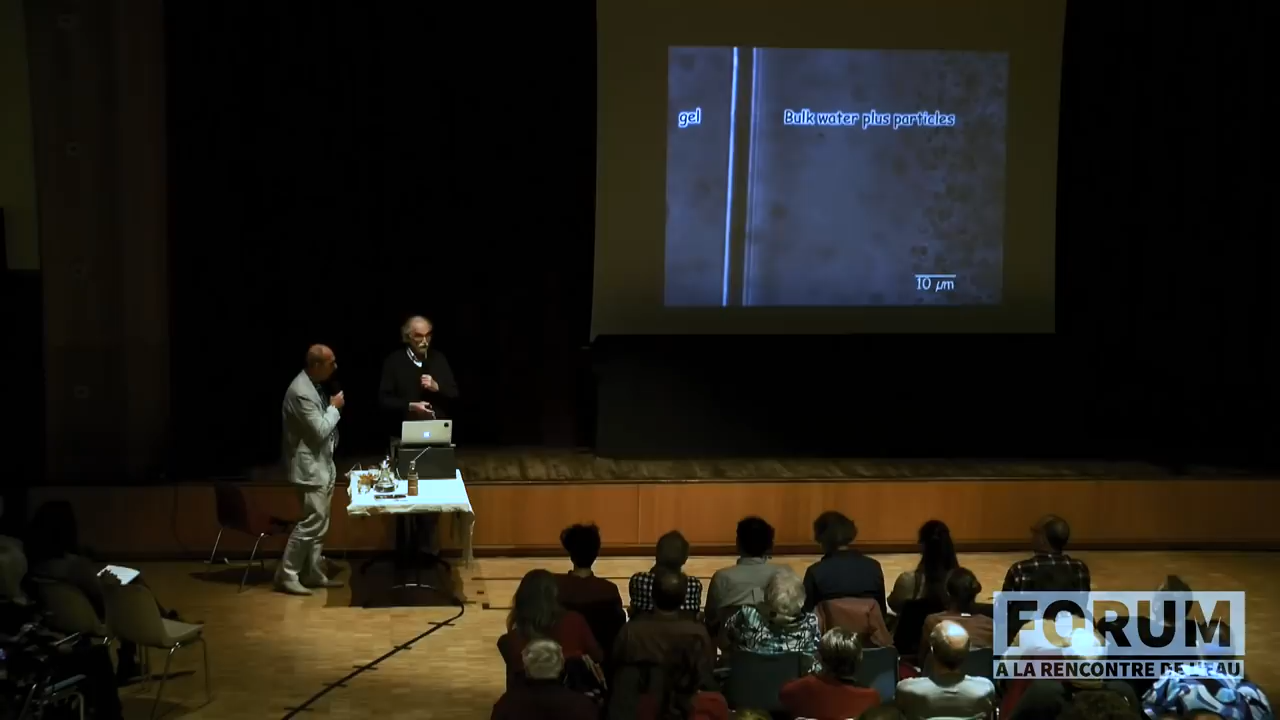 gel
Bulk water plus particles
10 μm
FORUM
A LA RENCONTRE DE L'EAU